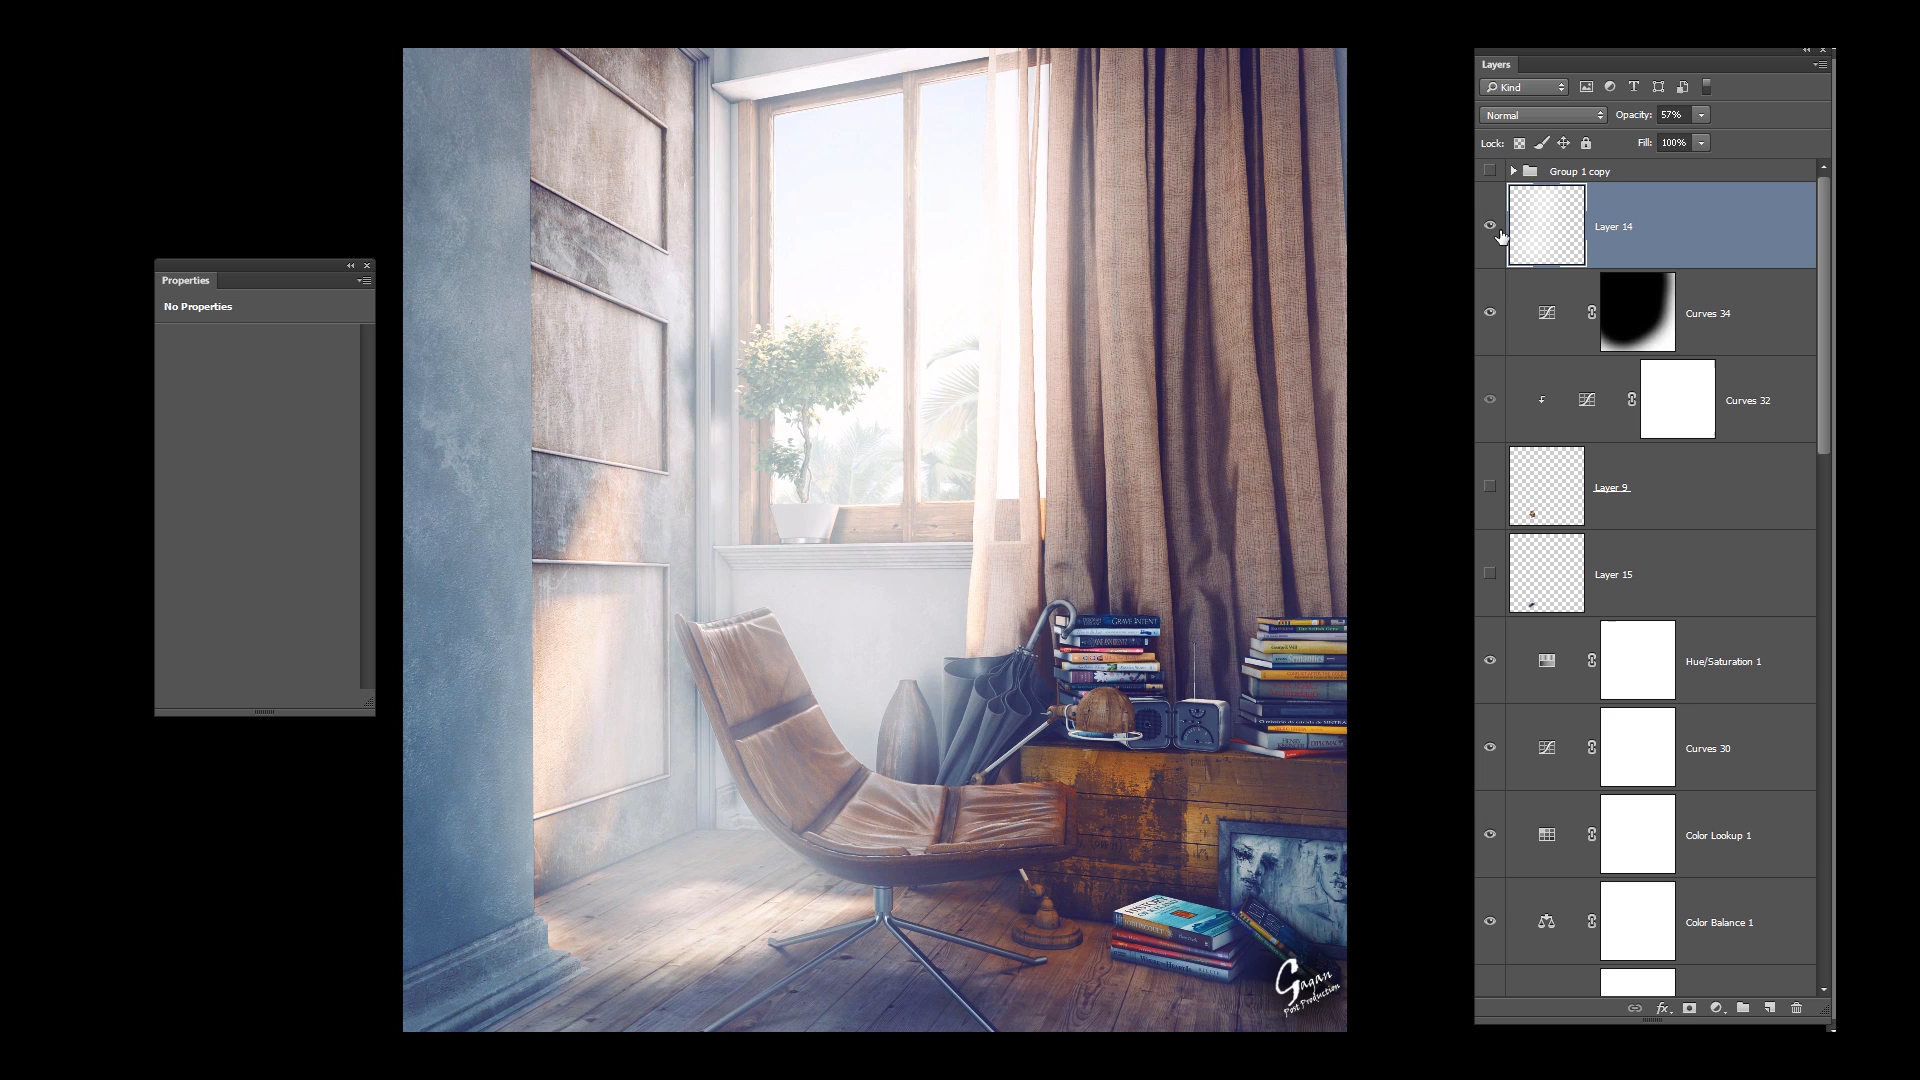 Properties
No Properties
Layers
Kind
Normal
Opacity: 57%
Lock:
Fill: 100%
Group 1 copy
Layer 14
Curves 34
Curves 32
Layer 9
Layer 15
Hue/Saturation 1
Curves 30
Color Lookup 1
Color Balance 1
fx
GRAVE INTENT
Gagan
Post Production